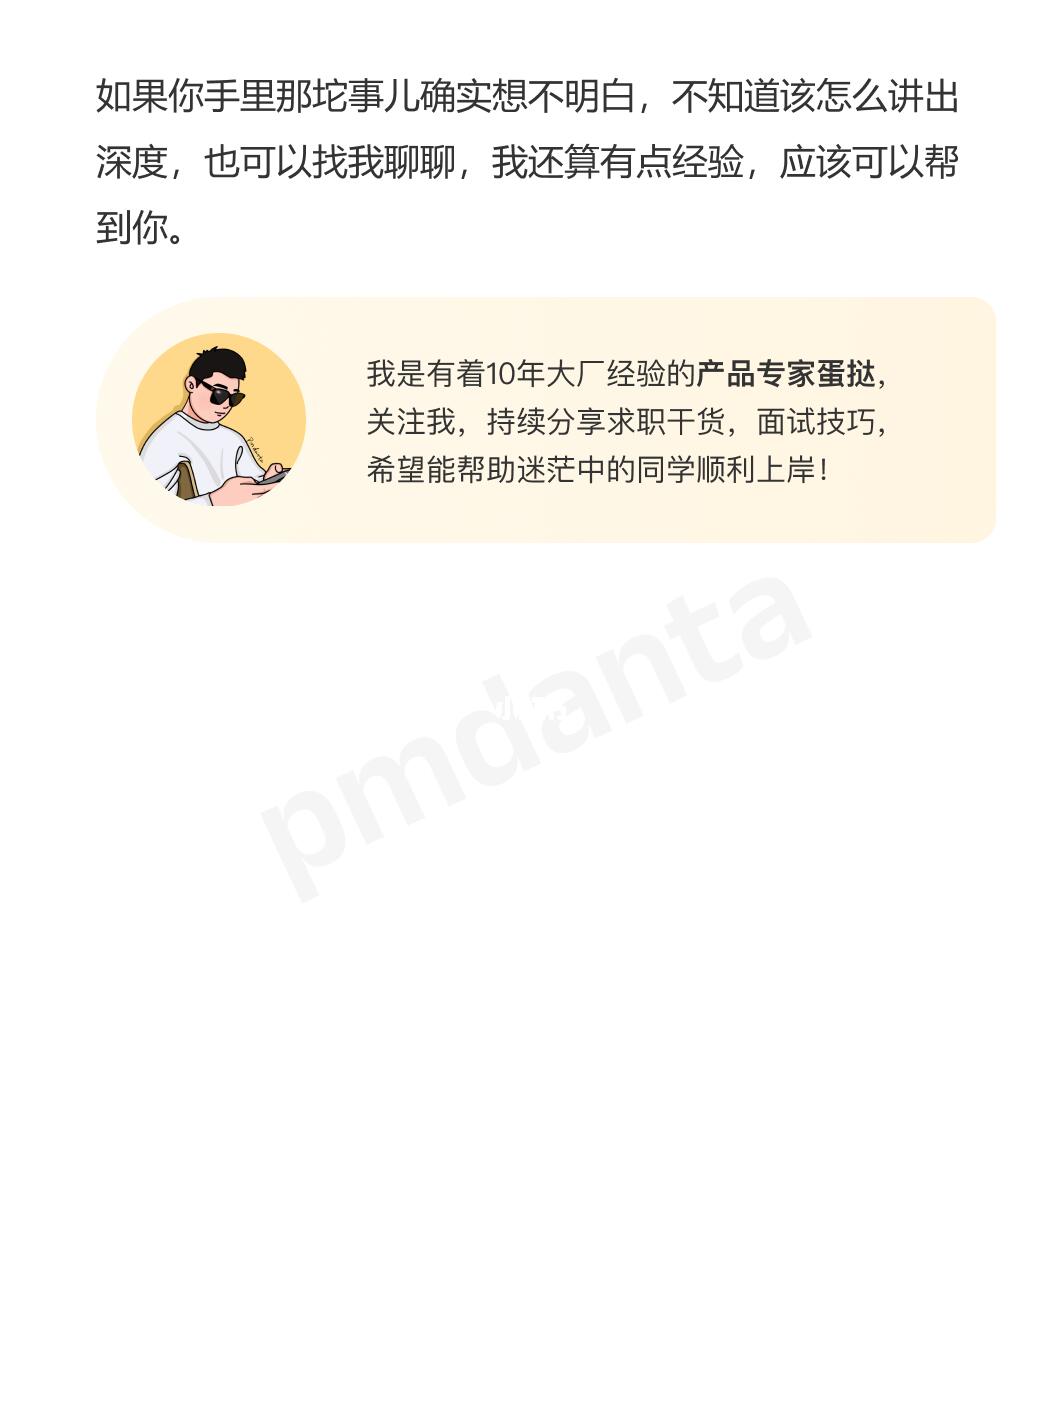 如果你手里那坨事儿确实想不明白，不知道该怎么讲出
深度，也可以找我聊聊，我还算有点经验，应该可以帮
到你。
我是有着10年大厂经验的产品专家蛋挞，
关注我，持续分享求职干货，面试技巧，
希望能帮助迷茫中的同学顺利上岸！
pmdanta